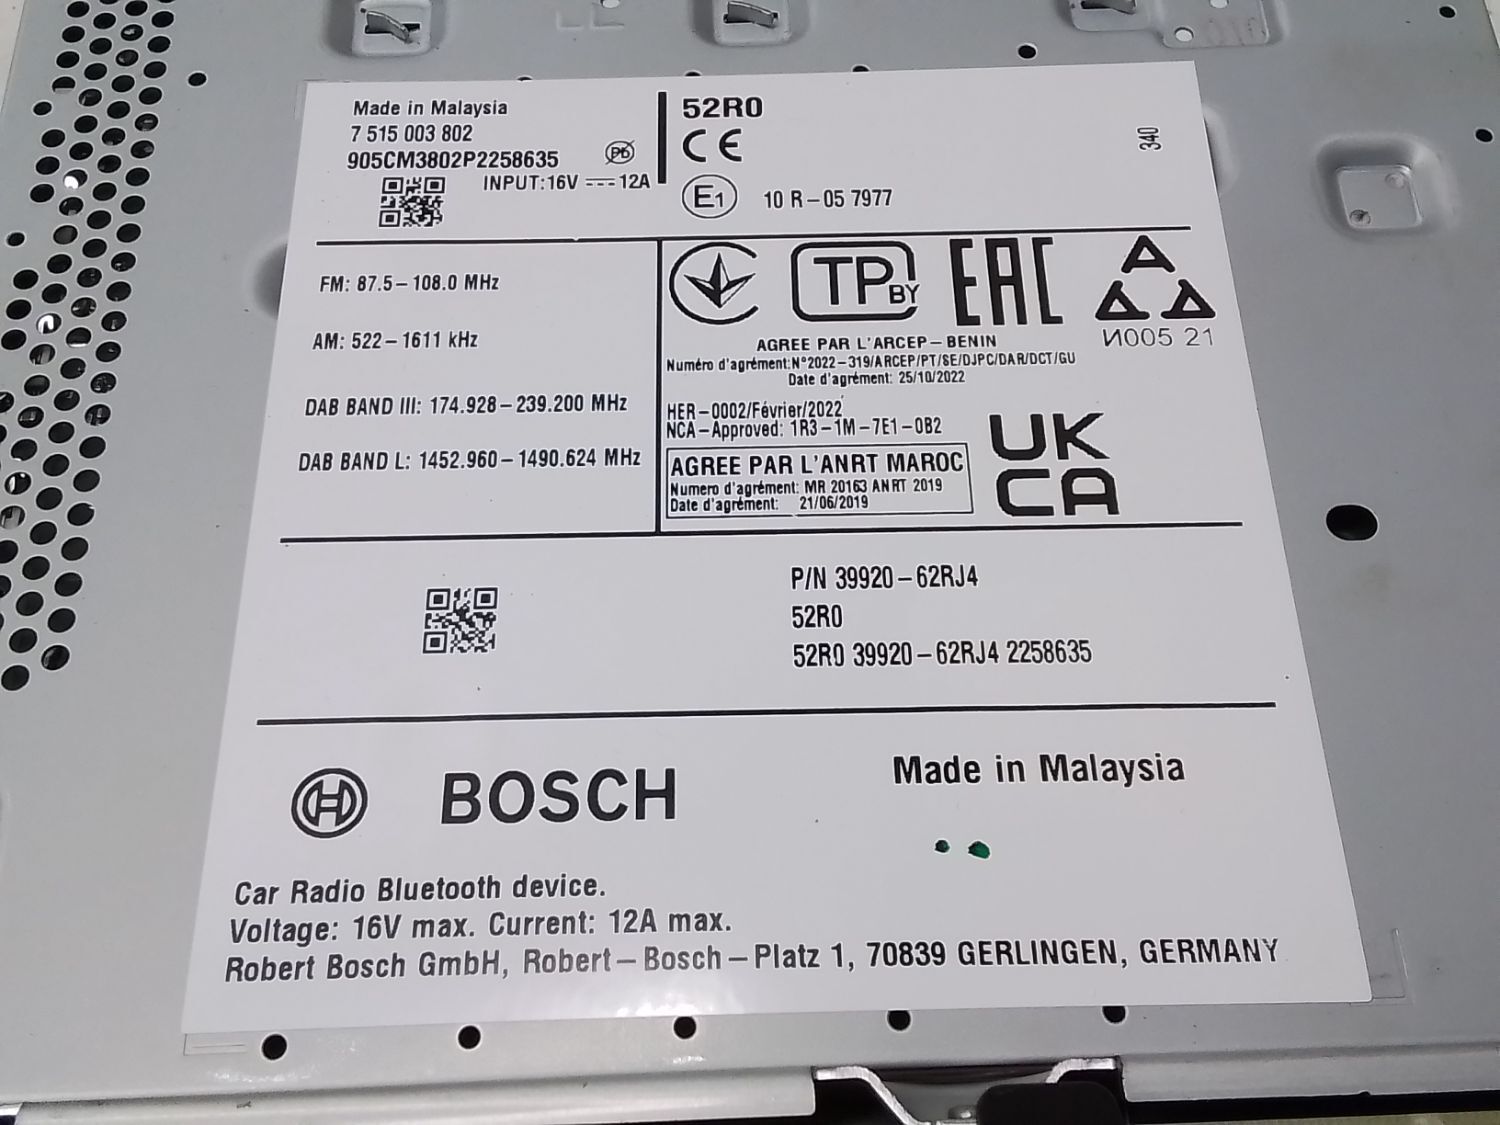 Made in Malaysia
7 515 003 802
905CM3802P2258635
Pb
INPUT:16V 12A
52R0
CE
E1
10 R-05 7977
340
FM: 87.5-108.0 MHz
AM: 522-1611 kHz
DAB BAND III: 174.928-239.200 MHz
DAB BAND L: 1452.960-1490.624 MHz
TP BY
EAC
И005 21
AGREE PAR L'ARCEP-BENIN
Numéro d'agrément:N°2022-319/ARCEP/PT/SE/DJPC/DAR/DCT/GU
Date d'agrément: 25/10/2022
HER-0002/Février/2022
NCA-Approved: 1R3-1M-7E1-0B2
AGREE PAR L'ANRT MAROC
Numero d'agrément: MR 20163 ANRT 2019
Date d'agrément: 21/06/2019
UK
CA
P/N 39920-62RJ4
52R0
52R0 39920-62RJ4 2258635
BOSCH
Made in Malaysia
Car Radio Bluetooth device.
Voltage: 16V max. Current: 12A max.
Robert Bosch GmbH, Robert-Bosch-Platz 1, 70839 GERLINGEN, GERMANY